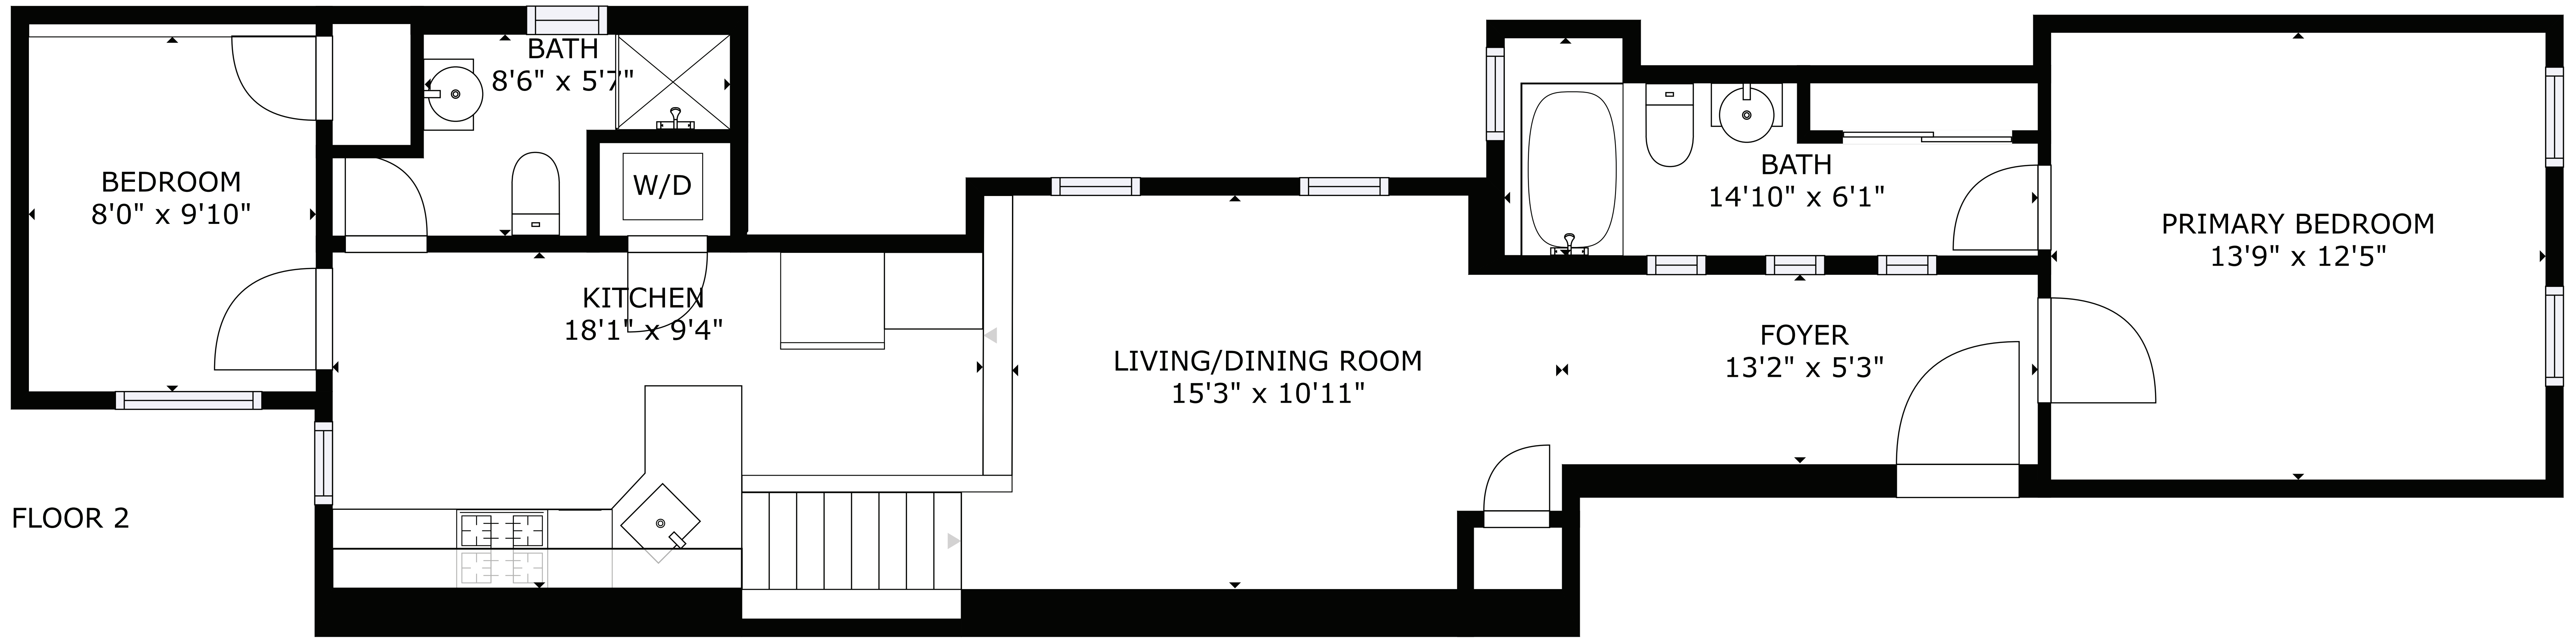 BATH
8'6" x 5'7"
W/D
BEDROOM
8'0" x 9'10"
BATH
14'10" x 6'1"
PRIMARY BEDROOM
13'9" x 12'5"
KITCHEN
18'1" x 9'4"
LIVING/DINING ROOM
15'3" x 10'11"
FOYER
13'2" x 5'3"
FLOOR 2